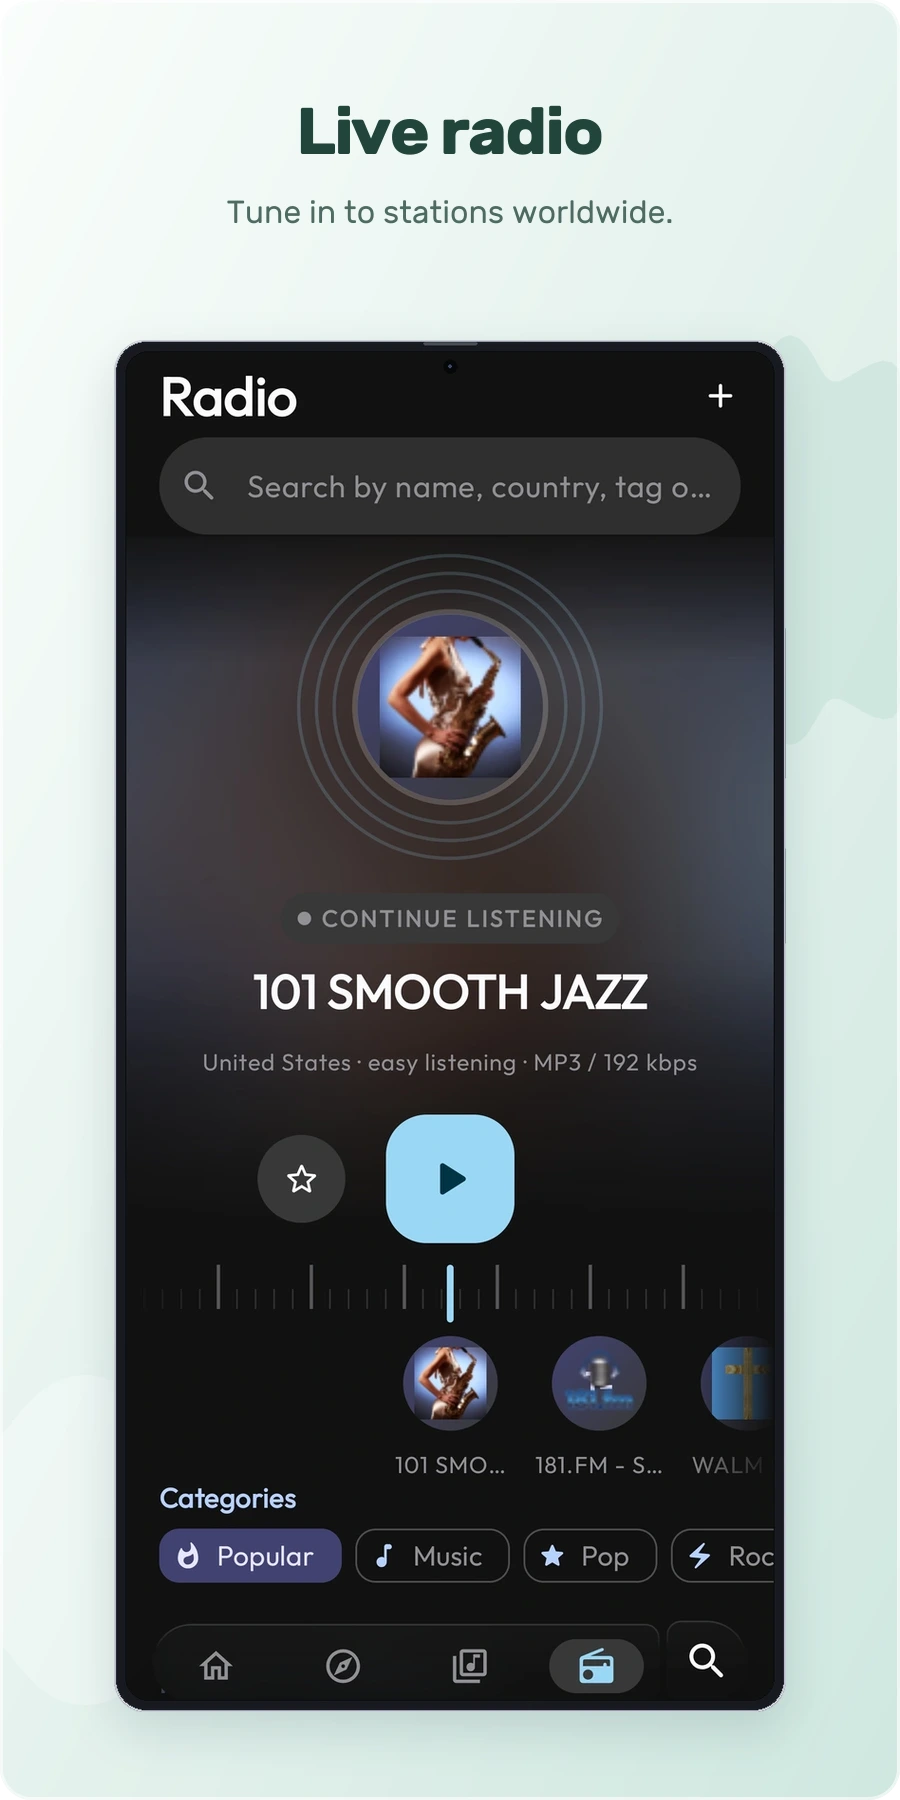 Live radio
Tune in to stations worldwide.
Radio
Search by name, country, tag o...
CONTINUE LISTENING
101 SMOOTH JAZZ
United States · easy listening · MP3 / 192 kbps
101 SMO...
181.FM - S...
WALM
Categories
Popular
Music
Pop
Roc